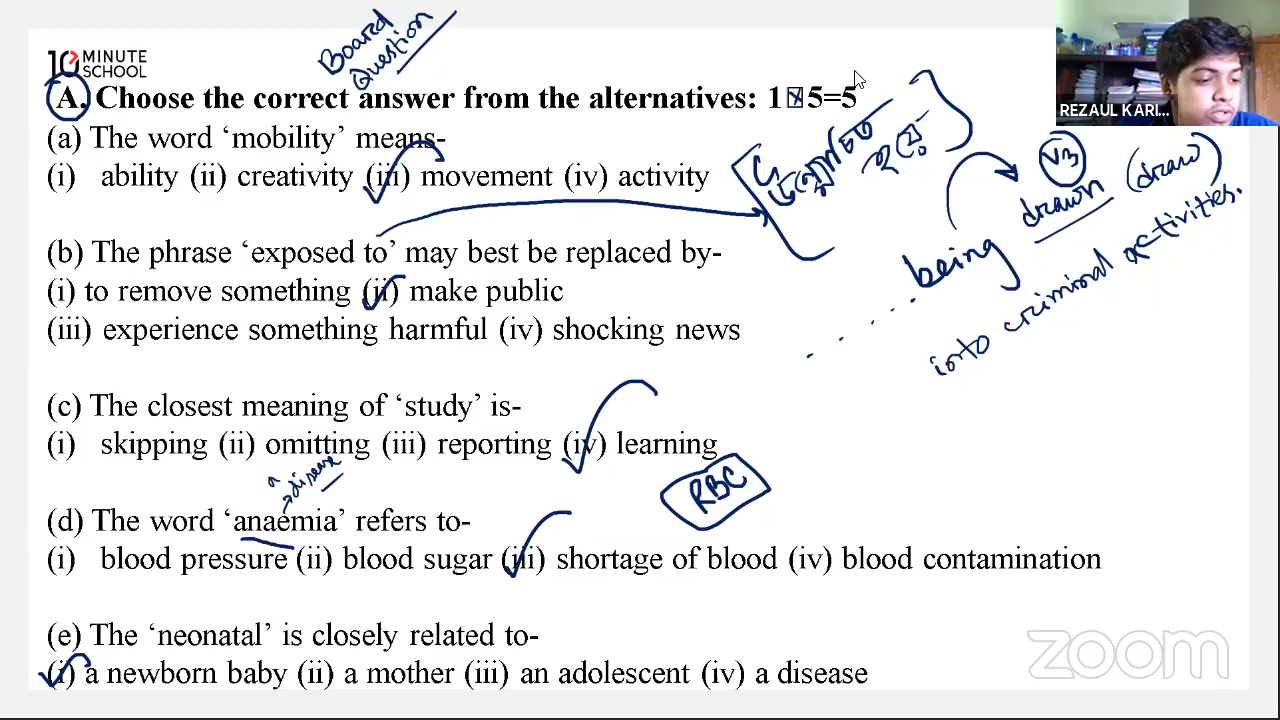 Boared
Question
10 MINUTE
SCHOOL
REZAUL KARI...
A. Choose the correct answer from the alternatives: 1 5=5
(a) The word ‘mobility’ means-
(i) ability (ii) creativity (iii) movement (iv) activity
V3
drawn (draw)
being
into criminal activities.
(b) The phrase ‘exposed to’ may best be replaced by-
(i) to remove something (ii) make public
(iii) experience something harmful (iv) shocking news
(c) The closest meaning of ‘study’ is-
(i) skipping (ii) omitting (iii) reporting (iv) learning
a disease
RBC
(d) The word ‘anaemia’ refers to-
(i) blood pressure (ii) blood sugar (iii) shortage of blood (iv) blood contamination
(e) The ‘neonatal’ is closely related to-
(i) a newborn baby (ii) a mother (iii) an adolescent (iv) a disease
zoom